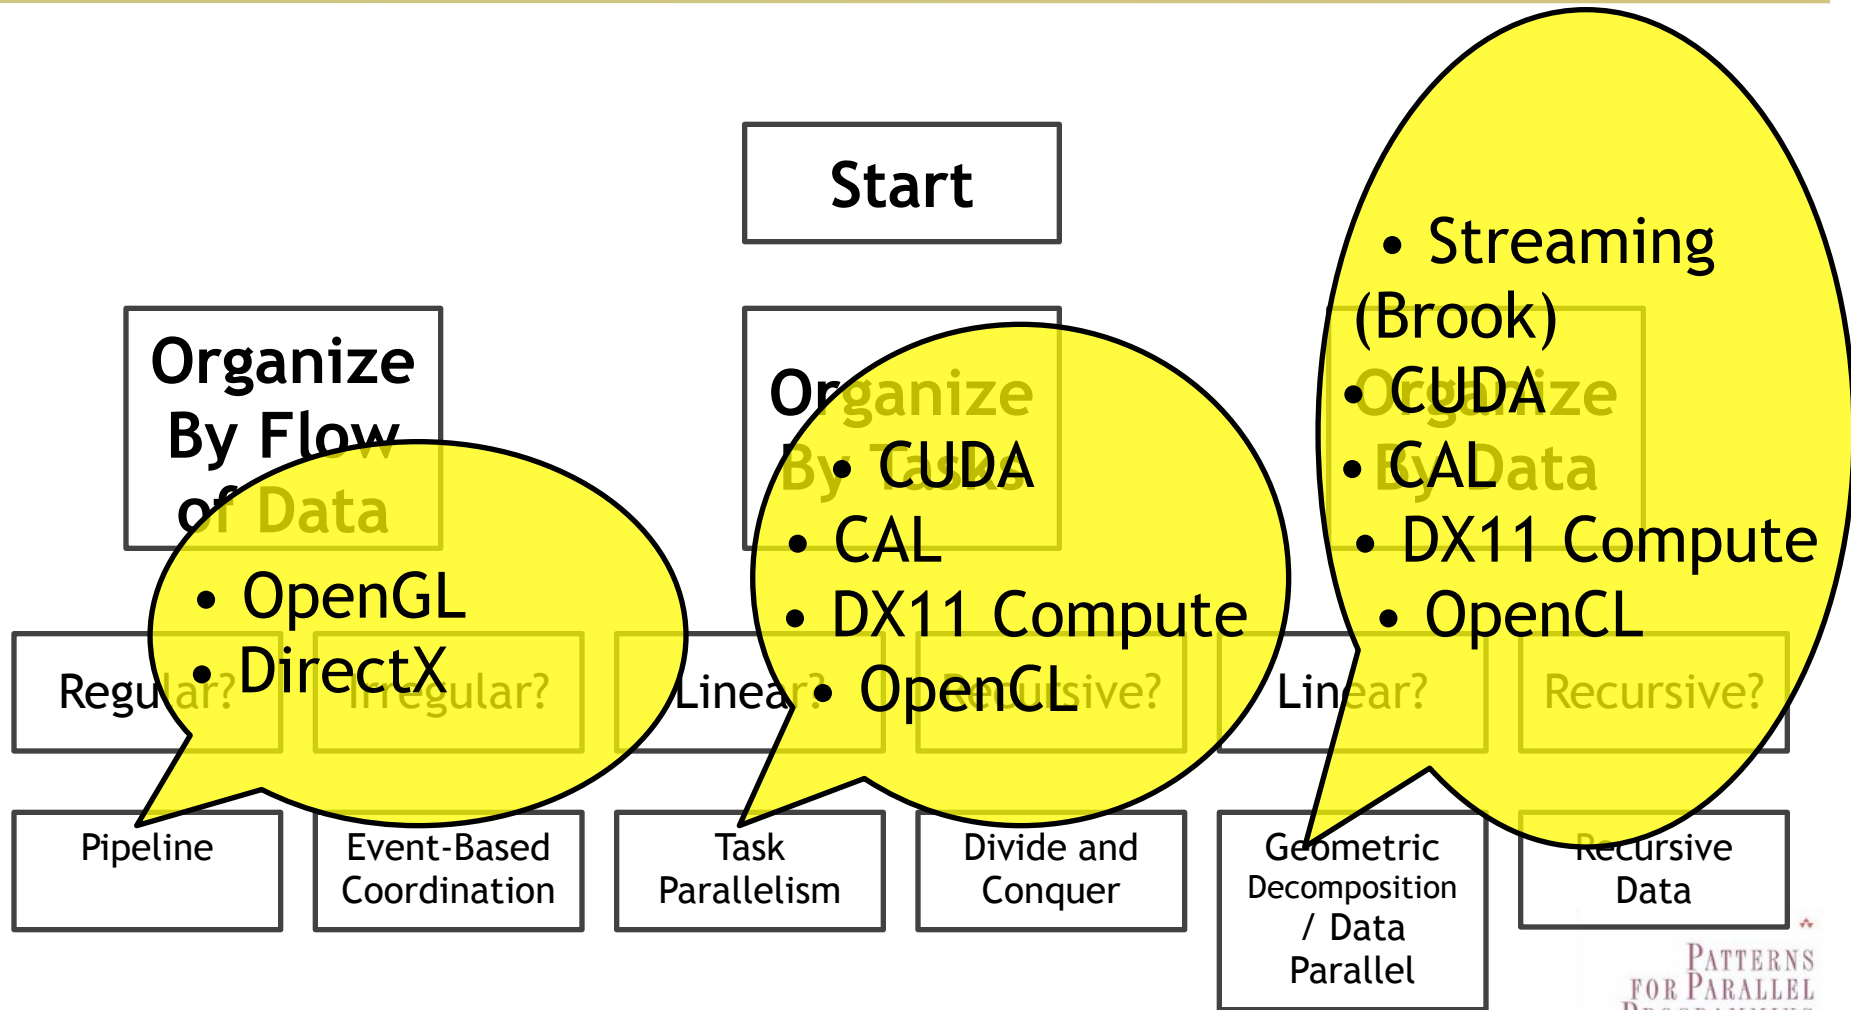 Start
Organize
By Flow
of Data
Organize
By Tasks
Organize
By Data
• OpenGL
• DirectX
• CUDA
• CAL
• DX11 Compute
• OpenCL
• Streaming
(Brook)
• CUDA
• CAL
• DX11 Compute
• OpenCL
Regular?
Irregular?
Linear?
Recursive?
Linear?
Recursive?
Pipeline
Event-Based
Coordination
Task
Parallelism
Divide and
Conquer
Geometric
Decomposition
/ Data
Parallel
Recursive
Data
PATTERNS
FOR PARALLEL
PROGRAMMING